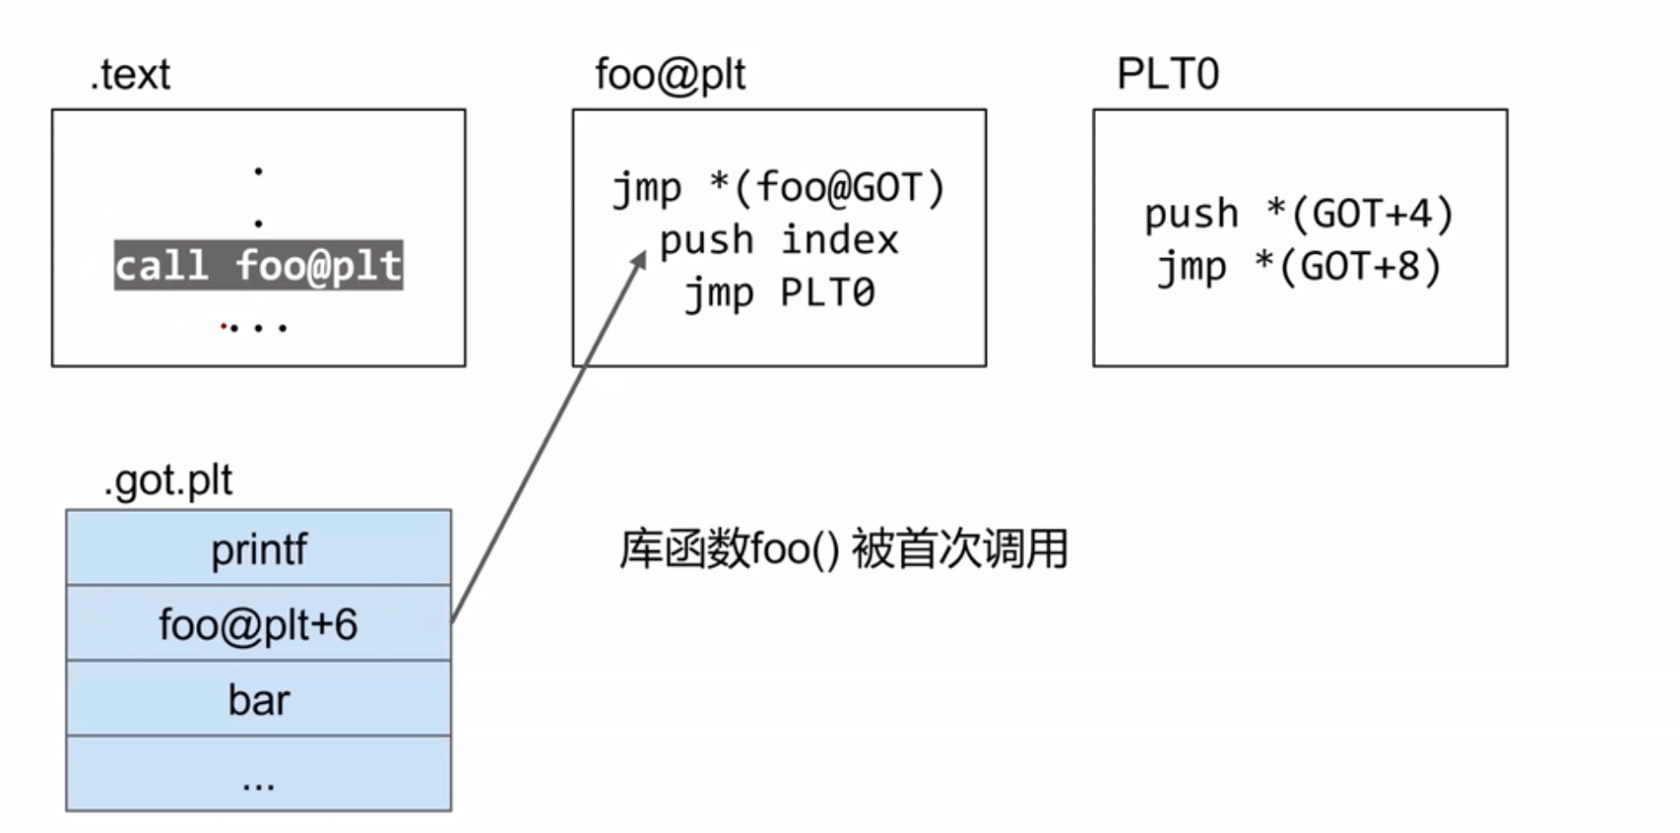 .text
.
.
call foo@plt
....
foo@plt
jmp *(foo@GOT)
push index
jmp PLT0
PLT0
push *(GOT+4)
jmp *(GOT+8)
.got.plt
printf
foo@plt+6
bar
...
库函数foo() 被首次调用